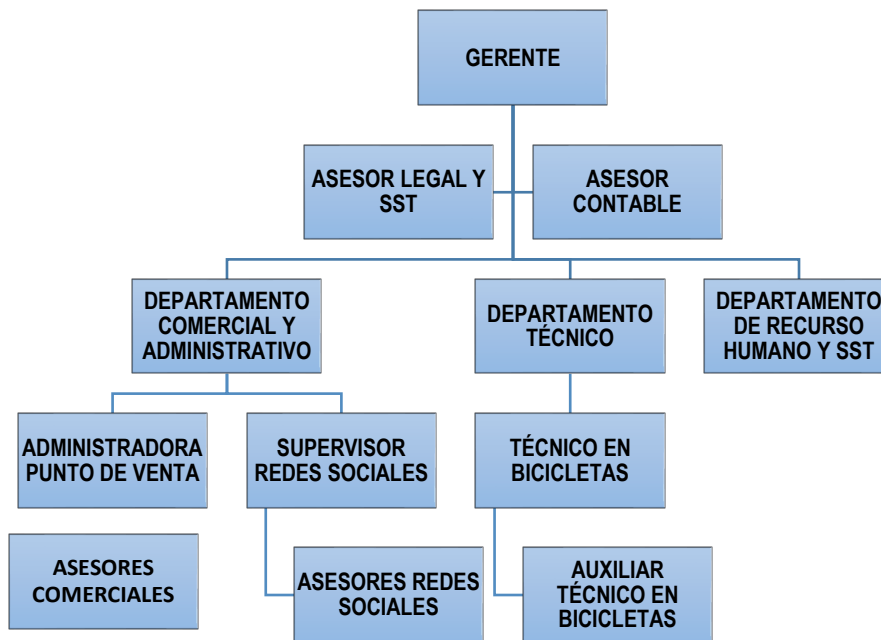 GERENTE
ASESOR LEGAL Y
SST
ASESOR
CONTABLE
DEPARTAMENTO
COMERCIAL Y
ADMINISTRATIVO
DEPARTAMENTO
TÉCNICO
DEPARTAMENTO
DE RECURSO
HUMANO Y SST
ADMINISTRADORA
PUNTO DE VENTA
SUPERVISOR
REDES SOCIALES
TÉCNICO EN
BICICLETAS
ASESORES
COMERCIALES
ASESORES REDES
SOCIALES
AUXILIAR
TÉCNICO EN
BICICLETAS